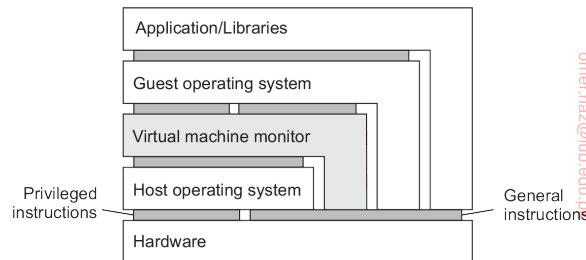 Application/Libraries
Guest operating system
Virtual machine monitor
Privileged
instructions
Host operating system
General
instructions
Hardware